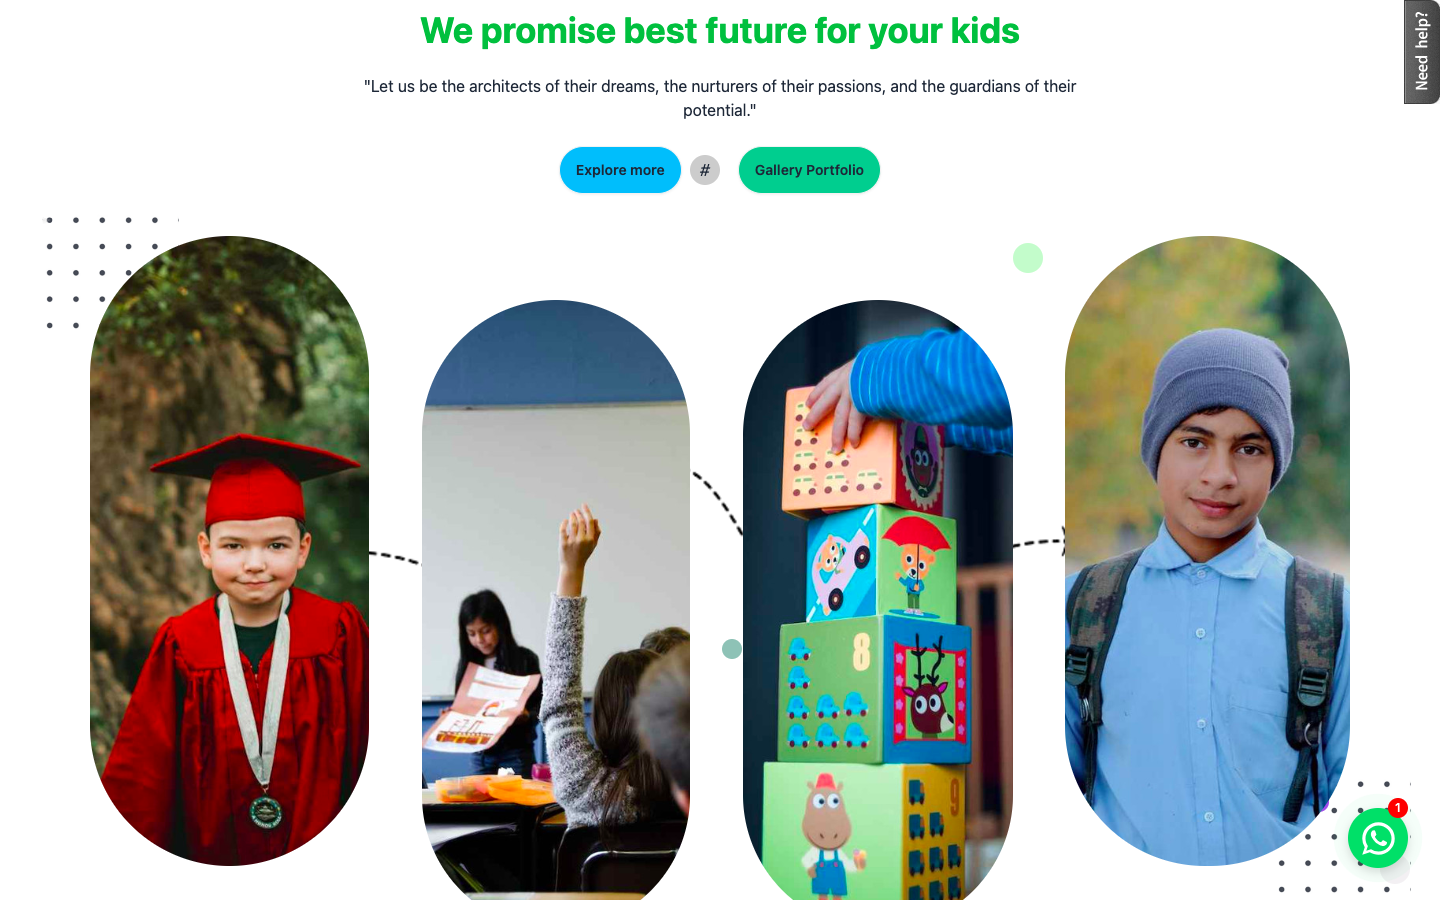 We promise best future for your kids
Need help?
"Let us be the architects of their dreams, the nurturers of their passions, and the guardians of their
potential."
Explore more
#
Gallery Portfolio
8
9
1